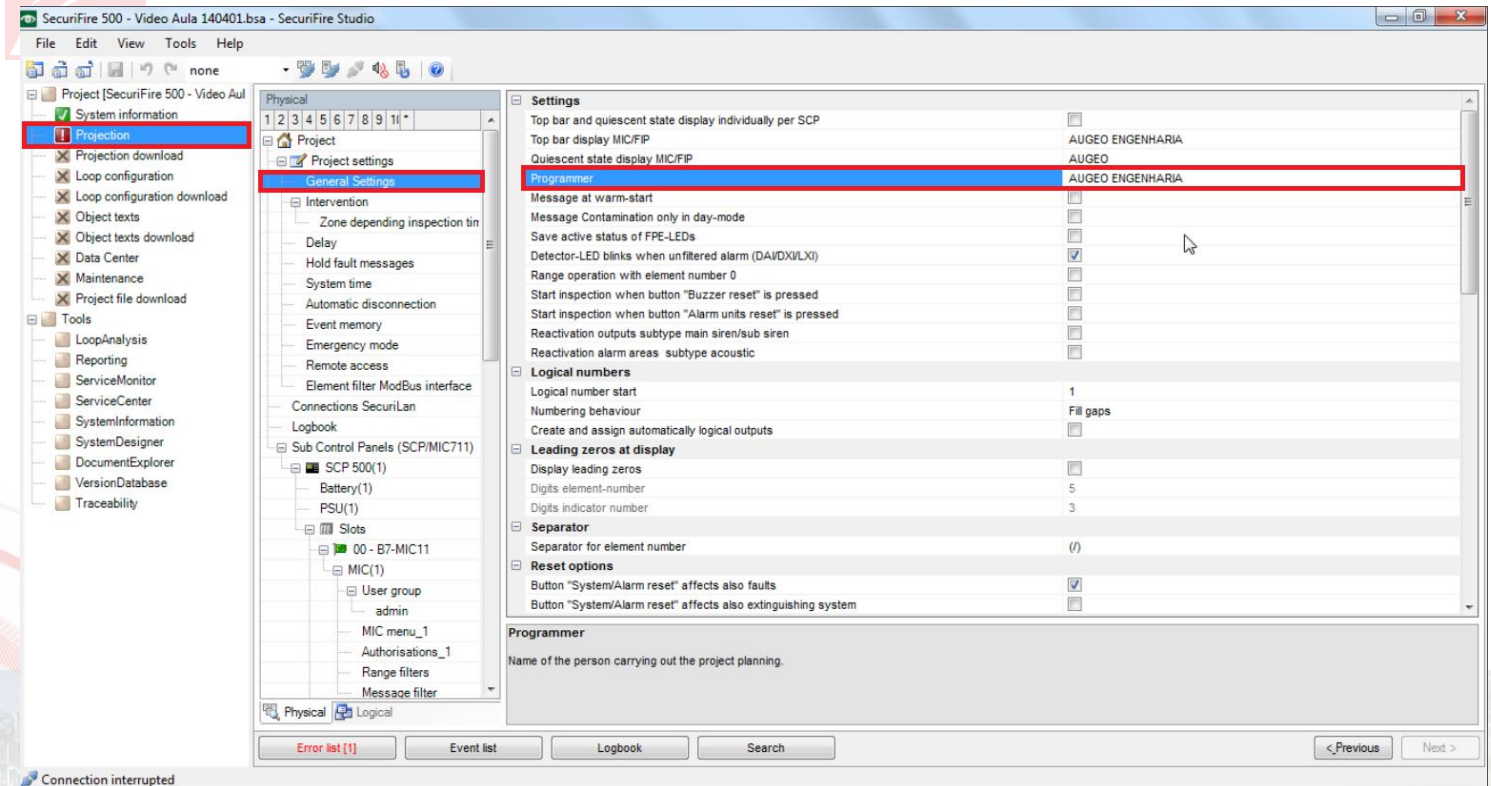 SecuriFire 500 - Video Aula 140401.bsa - SecuriFire Studio
File Edit View Tools Help
none
Project [SecuriFire 500 - Video Aul
System information
Projection
Projection download
Loop configuration
Loop configuration download
Object texts
Object texts download
Data Center
Maintenance
Project file download
Tools
LoopAnalysis
Reporting
ServiceMonitor
ServiceCenter
SystemInformation
SystemDesigner
DocumentExplorer
VersionDatabase
Traceability
Physical
1 2 3 4 5 6 7 8 9 1( *
Project
Project settings
General Settings
Intervention
Zone depending inspection tim
Delay
Hold fault messages
System time
Automatic disconnection
Event memory
Emergency mode
Remote access
Element filter ModBus interface
Connections SecuriLan
Logbook
Sub Control Panels (SCP/MIC711)
SCP 500(1)
Battery(1)
PSU(1)
Slots
00 - B7-MIC11
MIC(1)
User group
admin
MIC menu_1
Authorisations_1
Range filters
Message filter
Physical Logical
Settings
Top bar and quiescent state display individually per SCP
Top bar display MIC/FIP AUGEO ENGENHARIA
Quiescent state display MIC/FIP AUGEO
Programmer AUGEO ENGENHARIA
Message at warm-start
Message Contamination only in day-mode
Save active status of FPE-LEDs
Detector-LED blinks when unfiltered alarm (DAI/DXI/LXI)
Range operation with element number 0
Start inspection when button "Buzzer reset" is pressed
Start inspection when button "Alarm units reset" is pressed
Reactivation outputs subtype main siren/sub siren
Reactivation alarm areas subtype acoustic
Logical numbers
Logical number start 1
Numbering behaviour Fill gaps
Create and assign automatically logical outputs
Leading zeros at display
Display leading zeros
Digits element-number 5
Digits indicator number 3
Separator
Separator for element number (/)
Reset options
Button "System/Alarm reset" affects also faults
Button "System/Alarm reset" affects also extinguishing system
Programmer
Name of the person carrying out the project planning.
Error list [1] Event list Logbook Search < Previous Next >
Connection interrupted